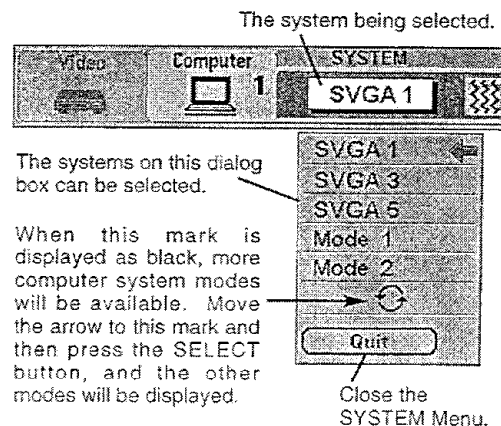 The system being selected.
Video
Computer
1
SYSTEM
SVGA 1
The systems on this dialog
box can be selected.
SVGA 1
SVGA 3
SVGA 5
Mode 1
Mode 2
Quit
When this mark is
displayed as black, more
computer system modes
will be available. Move
the arrow to this mark and
then press the SELECT
button, and the other
modes will be displayed.
Close the
SYSTEM Menu.